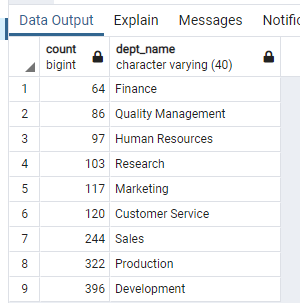 Data Output Explain Messages Notifi
count dept_name
bigint character varying (40)
1 64 Finance
2 86 Quality Management
3 97 Human Resources
4 103 Research
5 117 Marketing
6 120 Customer Service
7 244 Sales
8 322 Production
9 396 Development